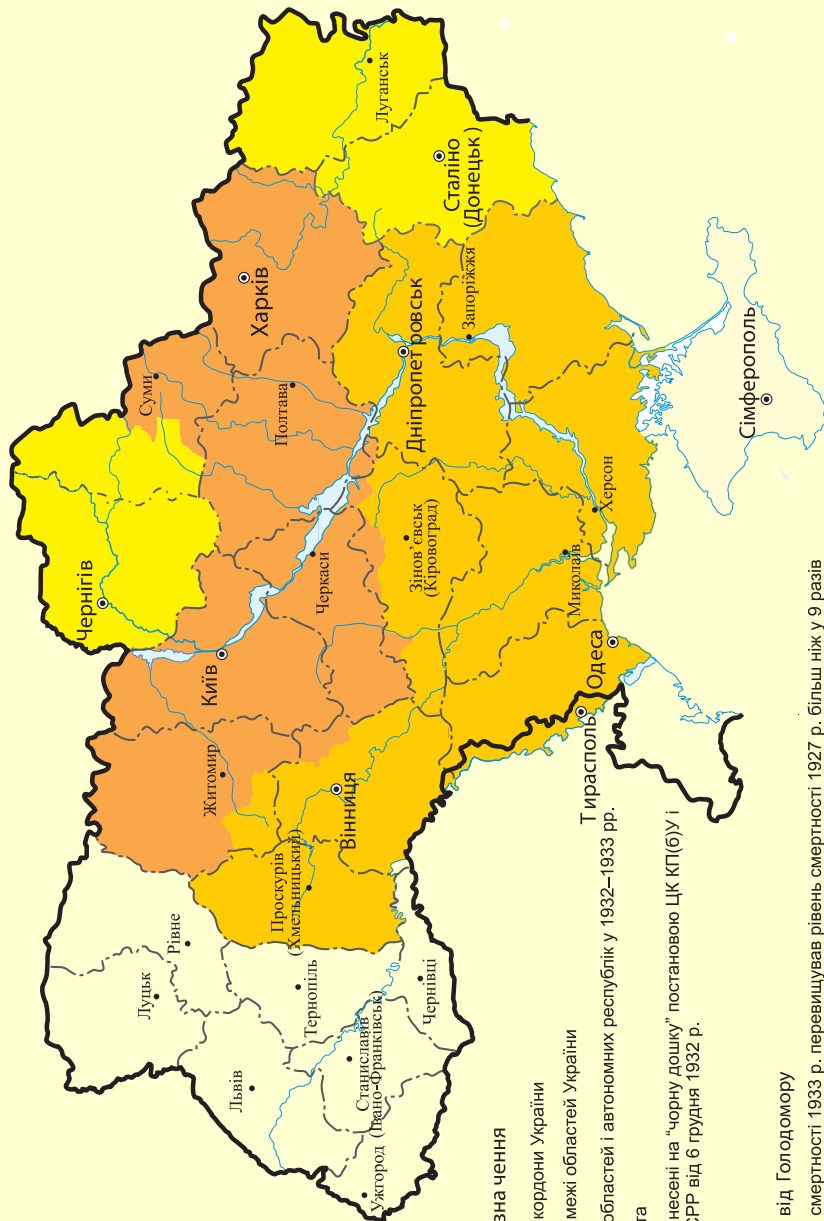 Чернігів
Луцьк
Суми
Рівне
Київ
Житомир
Львів
Харків
Проскурів
(Хмельницький)
Полтава
Тернопіль
Черкаси
Вінниця
Станиславів
(Івано-Франківськ)
Ужгород
Луганськ
Дніпропетровськ
Зінов’євськ
(Кіровоград)
Чернівці
Сталіно
(Донецьк)
Запоріжжя
Миколаїв
Тирасполь
Одеса
Херсон
Сімферополь
вна чення
кордони України
межі областей України
областей і автономних республік у 1932–1933 рр.
та
несені на “чорну дошку” постановою ЦК КП(б)У і
СРР від 6 грудня 1932 р.
від Голодомору
смертності 1933 р. перевищував рівень смертності 1927 р. більш ніж у 9 разів